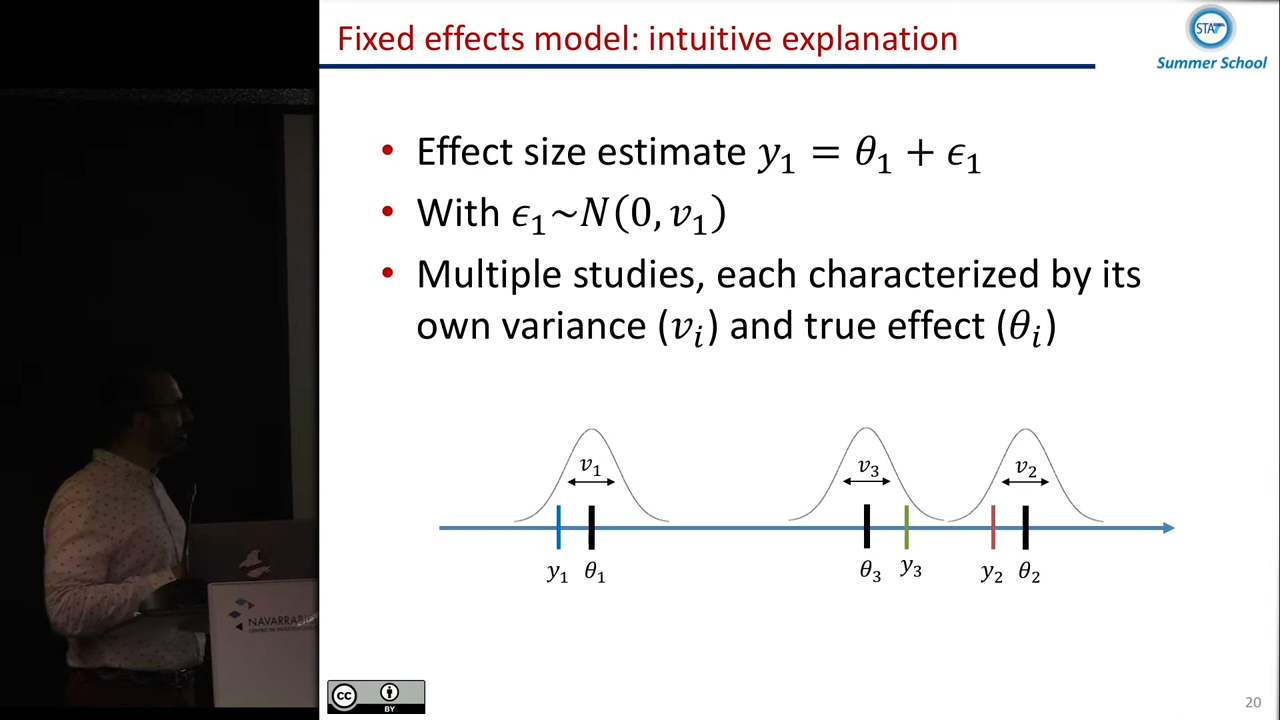 Fixed effects model: intuitive explanation
STAT
Summer School
• Effect size estimate y₁ = θ₁ + ϵ₁
• With ϵ₁~N(0, v₁)
• Multiple studies, each characterized by its
own variance (vᵢ) and true effect (θᵢ)
v₁
v₃
v₂
y₁ θ₁
θ₃ y₃
y₂ θ₂
cc
BY
20